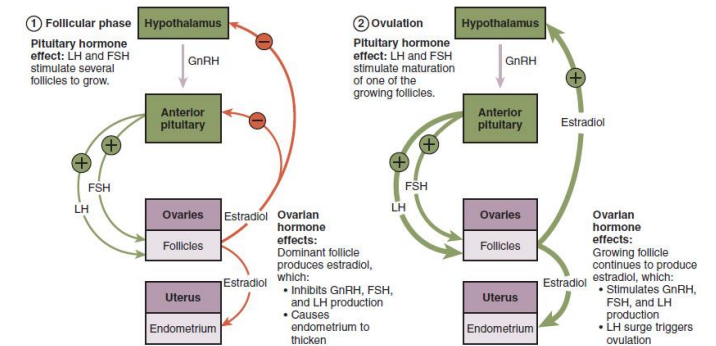 1 Follicular phase
Pituitary hormone
effect: LH and FSH
stimulate several
follicles to grow.
Hypothalamus
−
GnRH
Anterior
pituitary
−
+
+
FSH
LH
Ovaries
Follicles
Estradiol
Estradiol
Uterus
Endometrium
Ovarian
hormone
effects:
Dominant follicle
produces estradiol,
which:
• Inhibits GnRH, FSH,
and LH production
• Causes
endometrium to
thicken
2 Ovulation
Pituitary hormone
effect: LH and FSH
stimulate maturation
of one of the
growing follicles.
Hypothalamus
+
GnRH
Estradiol
Anterior
pituitary
+
+
FSH
LH
Ovaries
Follicles
Estradiol
Uterus
Endometrium
Ovarian
hormone
effects:
Growing follicle
continues to produce
estradiol, which:
• Stimulates GnRH,
FSH, and LH
production
• LH surge triggers
ovulation